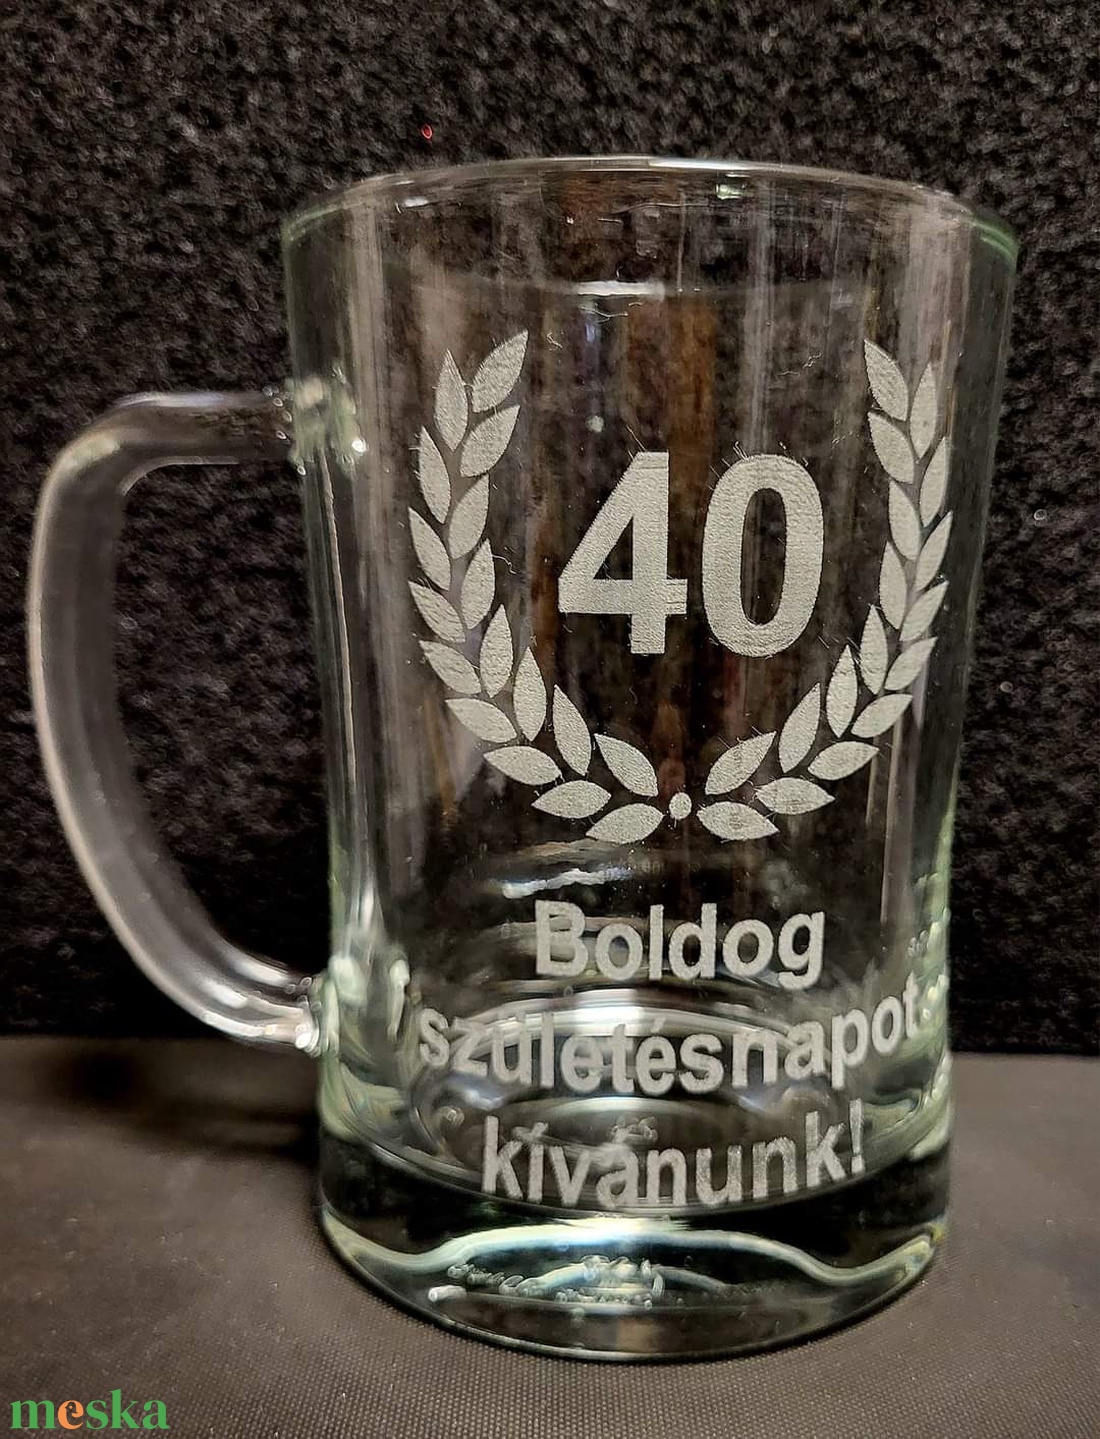 40
Boldog
születésnapot
kívánunk!
meska